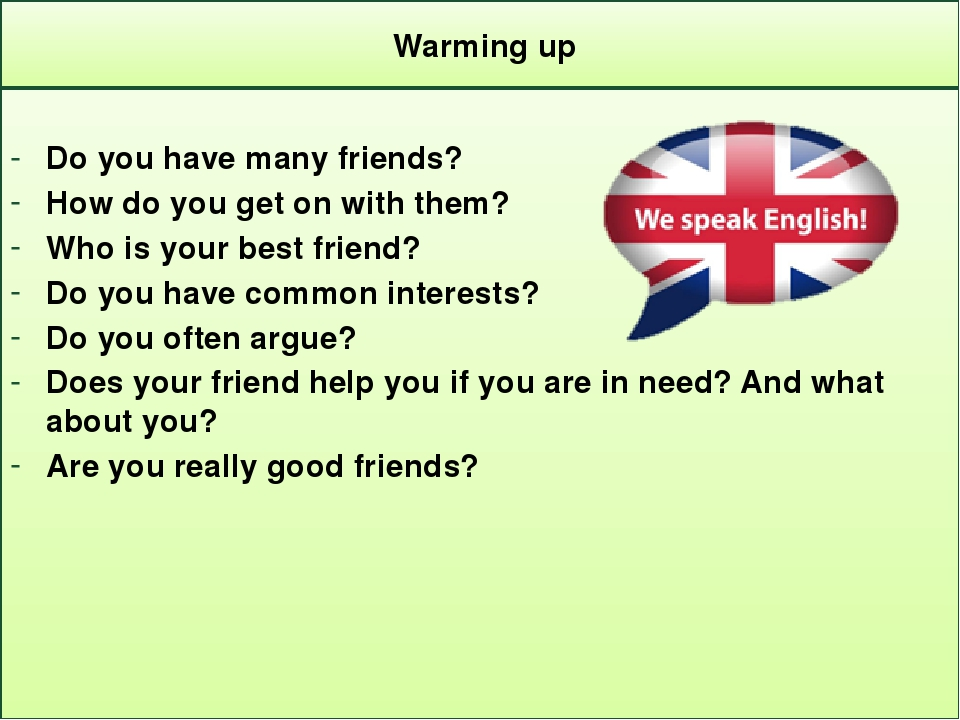 Warming up
- Do you have many friends?
- How do you get on with them?
- Who is your best friend?
We speak English!
- Do you have common interests?
- Do you often argue?
- Does your friend help you if you are in need? And what
about you?
- Are you really good friends?